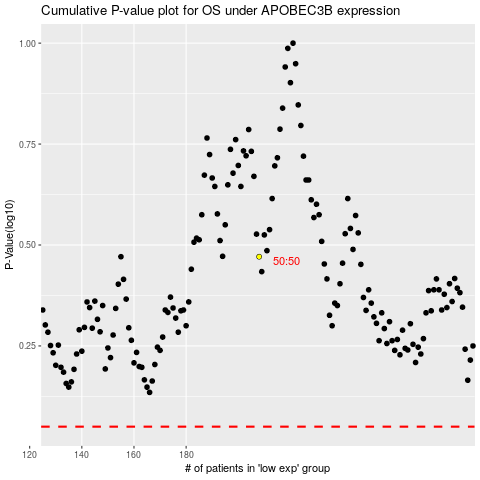 Cumulative P-value plot for OS under APOBEC3B expression
P-Value(log10)
1.00
0.75
0.50
0.25
50:50
120 140 160 180
# of patients in 'low exp' group